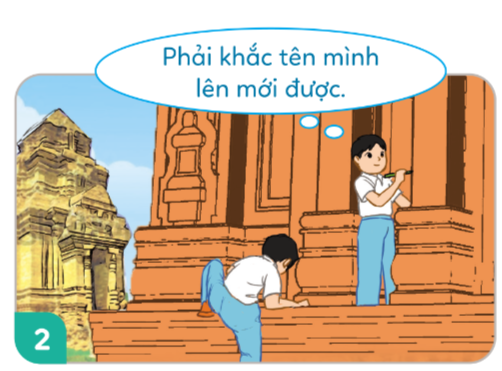 Phải khắc tên mình
lên mới được.
2